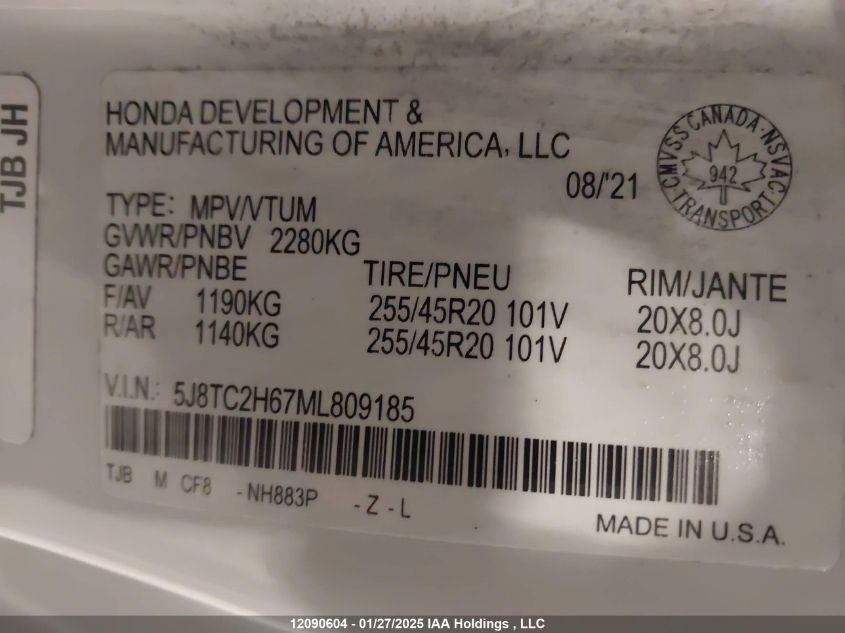 TJB JH
HONDA DEVELOPMENT &
MANUFACTURING OF AMERICA, LLC
08/'21
CMVSS CANADA - NSVAC
942
TRANSPORT
TYPE: MPV/VTUM
GVWR/PNBV 2280KG
GAWR/PNBE TIRE/PNEU RIM/JANTE
F/AV 1190KG 255/45R20 101V 20X8.0J
R/AR 1140KG 255/45R20 101V 20X8.0J
V.I.N.: 5J8TC2H67ML809185
TJB M CF8 -NH883P -Z-L
MADE IN U.S.A.
12090604 - 01/27/2025 IAA Holdings , LLC